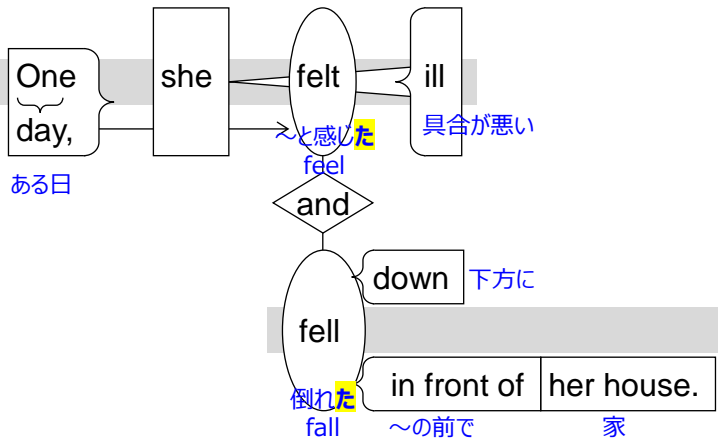 One
day,
ある日
she
felt
～と感じた
feel
ill
具合が悪い
and
fell
倒れた
fall
down
下方に
in front of
～の前で
her house.
家